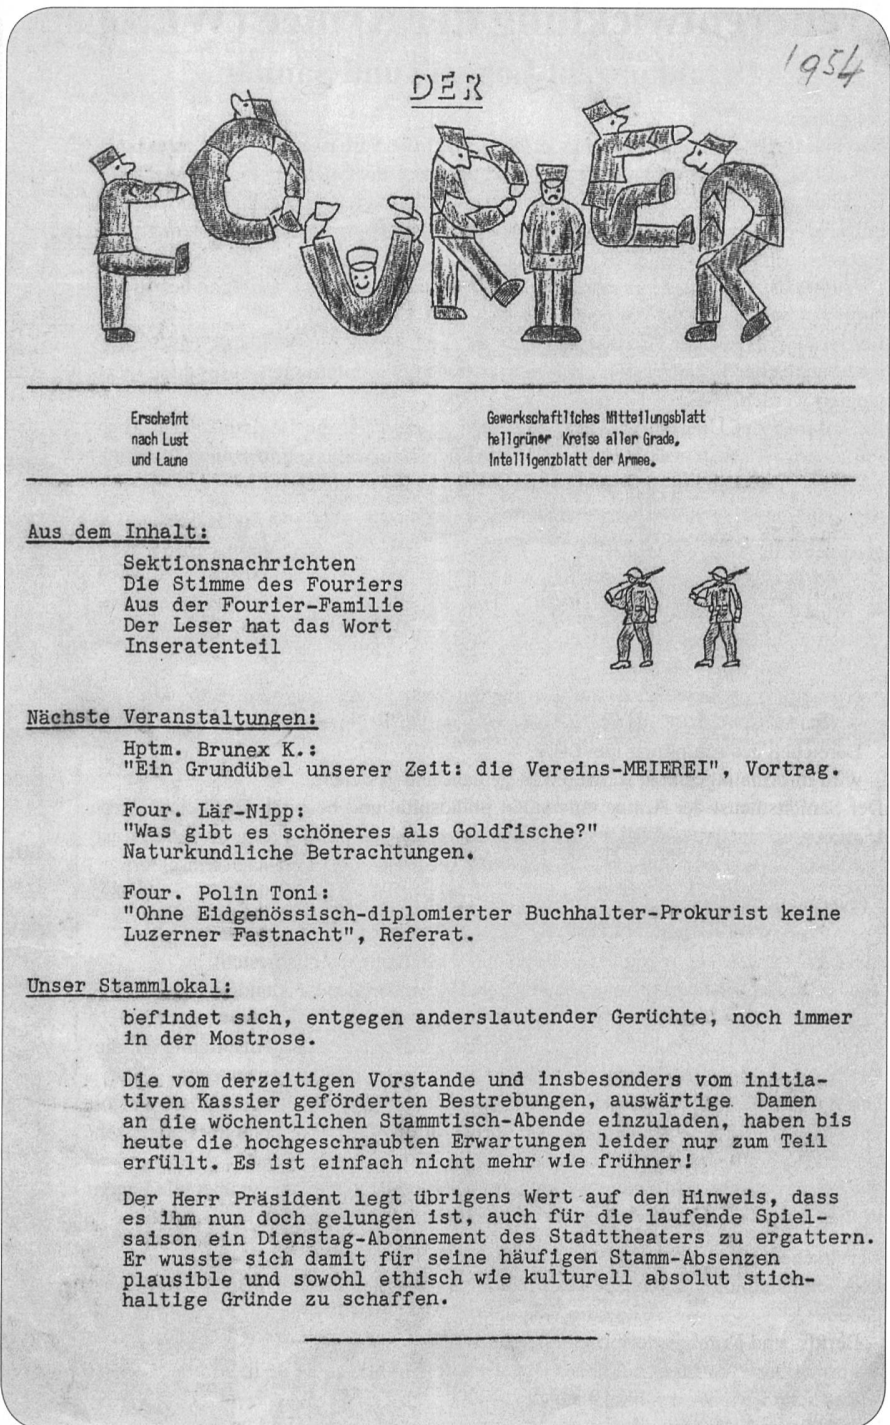 1954
DER
FOURIER
Erscheint
nach Lust
und Laune
Gewerkschaftliches Mitteilungsblatt
hellgrüner Kreise aller Grade,
Intelligenzblatt der Armee.
Aus dem Inhalt:
Sektionsnachrichten
Die Stimme des Fouriers
Aus der Fourier-Familie
Der Leser hat das Wort
Inseratenteil
Nächste Veranstaltungen:
Hptm. Brunex K.:
"Ein Grundübel unserer Zeit: die Vereins-MEIEREI", Vortrag.
Four. Läf-Nipp:
"Was gibt es schöneres als Goldfische?"
Naturkundliche Betrachtungen.
Four. Polin Toni:
"Ohne Eidgenössisch-diplomierter Buchhalter-Prokurist keine
Luzerner Fastnacht", Referat.
Unser Stammlokal:
befindet sich, entgegen anderslautender Gerüchte, noch immer
in der Mostrose.
Die vom derzeitigen Vorstande und insbesonders vom initia-
tiven Kassier geförderten Bestrebungen, auswärtige Damen
an die wöchentlichen Stammtisch-Abende einzuladen, haben bis
heute die hochgeschraubten Erwartungen leider nur zum Teil
erfüllt. Es ist einfach nicht mehr wie frühner!
Der Herr Präsident legt übrigens Wert auf den Hinweis, dass
es ihm nun doch gelungen ist, auch für die laufende Spiel-
saison ein Dienstag-Abonnement des Stadttheaters zu ergattern.
Er wusste sich damit für seine häufigen Stamm-Absenzen
plausible und sowohl ethisch wie kulturell absolut stich-
haltige Gründe zu schaffen.